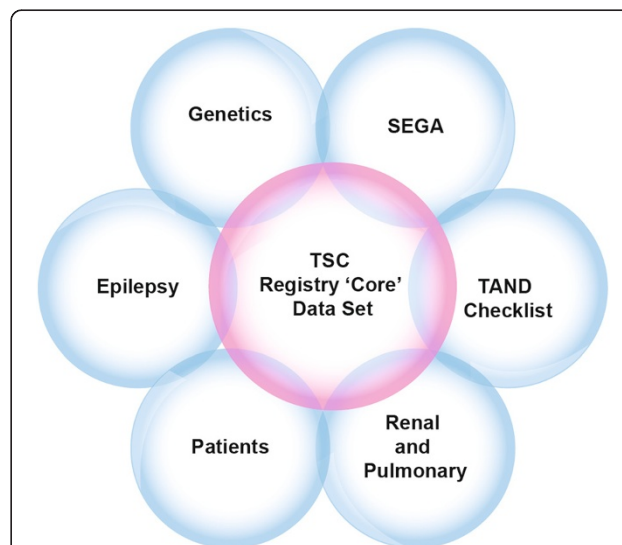 Genetics
SEGA
Epilepsy
TSC
Registry ‘Core’
Data Set
TAND
Checklist
Patients
Renal
and
Pulmonary